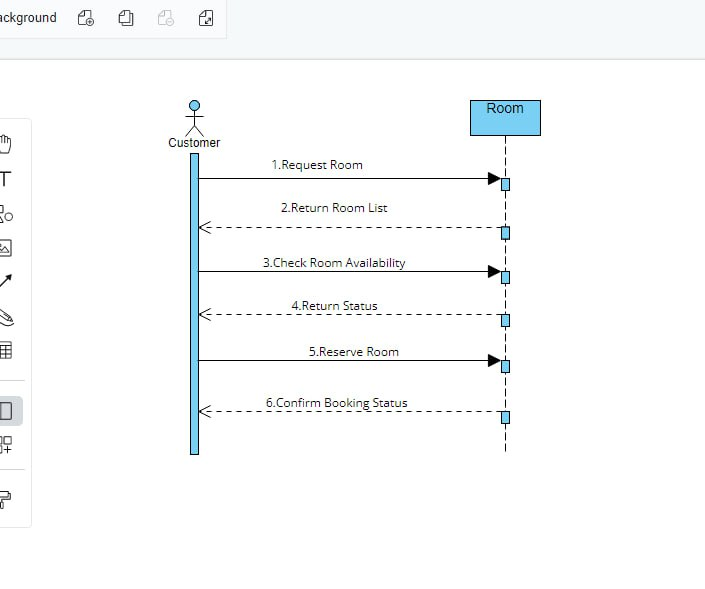 ackground
Room
Customer
1.Request Room
2.Return Room List
3.Check Room Availability
4.Return Status
5.Reserve Room
6.Confirm Booking Status